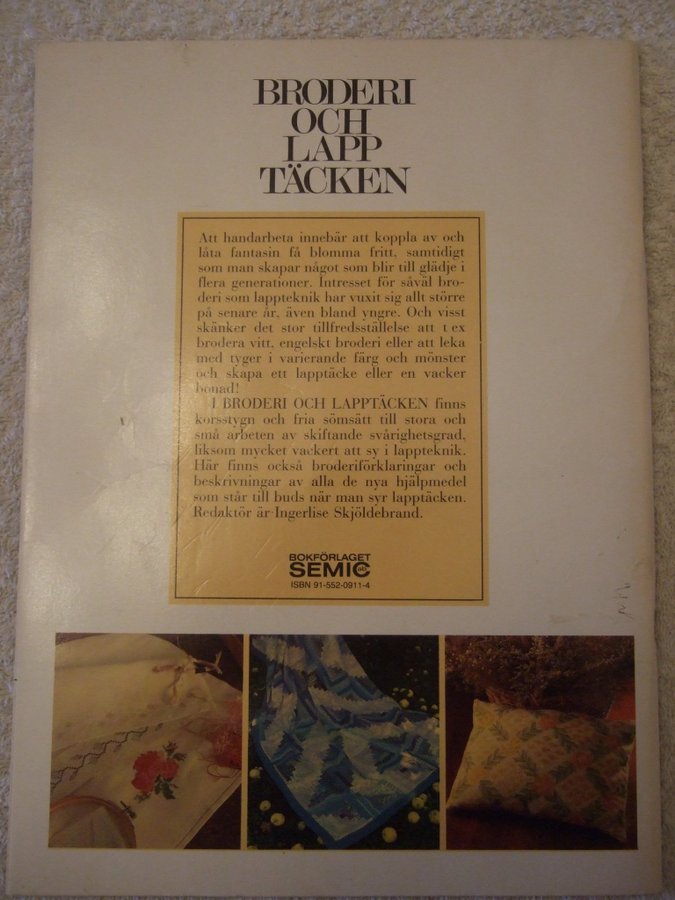 BRODERI
OCH
LAPP
TÄCKEN
Att handarbeta innebär att koppla av och
låta fantasin få blomma fritt, samtidigt
som man skapar något som blir till glädje i
flera generationer. Intresset för såväl bro-
deri som lappteknik har vuxit sig allt större
på senare år, även bland yngre. Och visst
skänker det stor tillfredsställelse att t ex
brodera vitt, engelskt broderi eller att leka
med tyger i varierande färg och mönster
och skapa ett lapptäcke eller en vacker
bonad!
I BRODERI OCH LAPPTÄCKEN finns
korsstygn och fria sömsätt till stora och
små arbeten av skiftande svårighetsgrad,
liksom mycket vackert att sy i lappteknik.
Här finns också broderiförklaringar och
beskrivningar av alla de nya hjälpmedel
som står till buds när man syr lapptäcken.
Redaktör är Ingerlise Skjöldebrand.
BOKFÖRLAGET
SEMIC
ISBN 91-552-0911-4